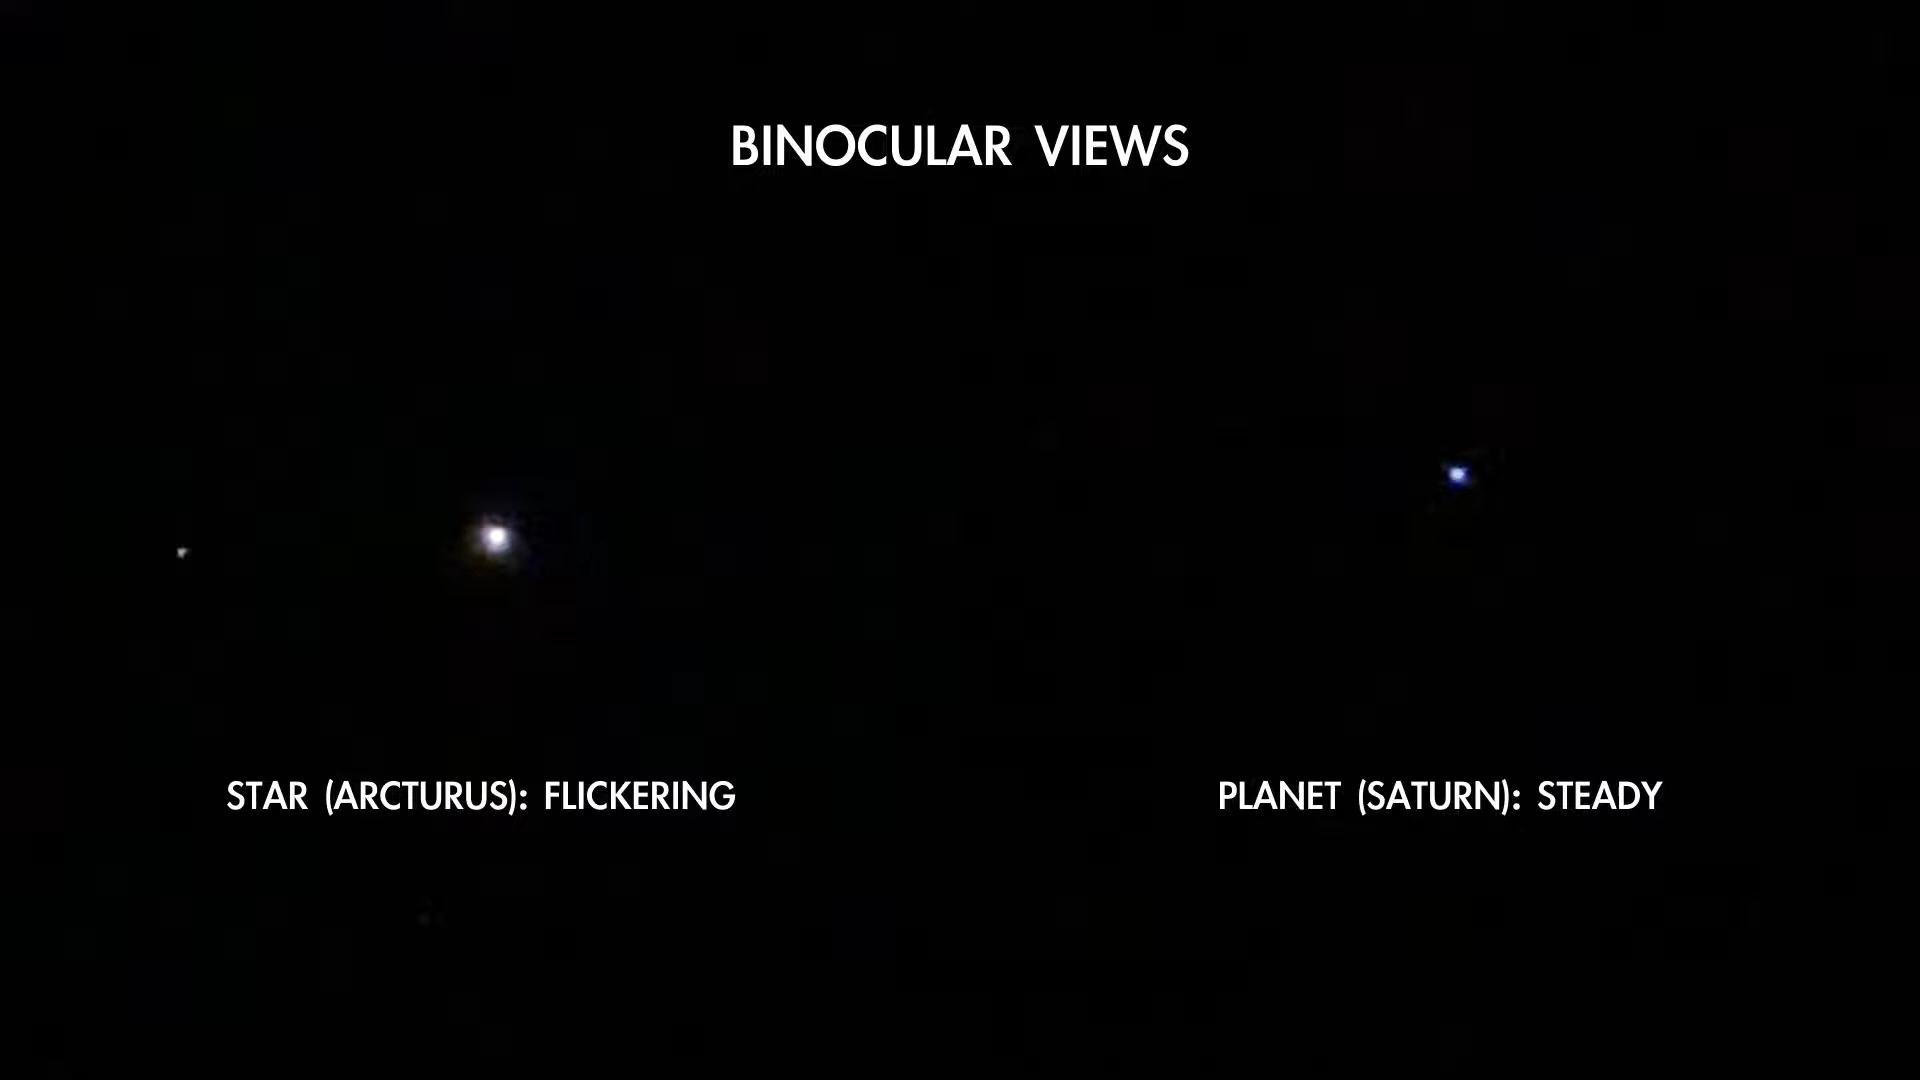 BINOCULAR VIEWS
STAR (ARCTURUS): FLICKERING
PLANET (SATURN): STEADY